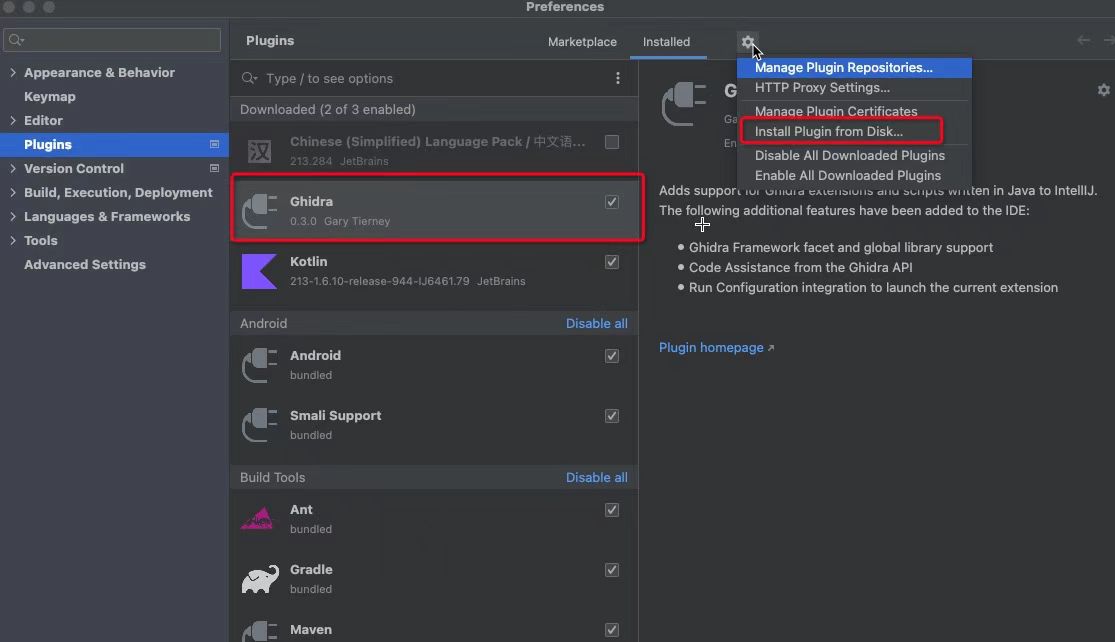 Preferences
Plugins
Marketplace
Installed
Appearance & Behavior
Keymap
Editor
Plugins
Version Control
Build, Execution, Deployment
Languages & Frameworks
Tools
Advanced Settings
Type / to see options
Downloaded (2 of 3 enabled)
Chinese (Simplified) Language Pack / 中文语...
213.284 JetBrains
Ghidra
0.3.0 Gary Tierney
Kotlin
213-1.6.10-release-944-IJ6461.79 JetBrains
Android
Disable all
Android
bundled
Smali Support
bundled
Build Tools
Disable all
Ant
bundled
Gradle
bundled
Maven
Manage Plugin Repositories...
HTTP Proxy Settings...
Manage Plugin Certificates
Install Plugin from Disk...
Disable All Downloaded Plugins
Enable All Downloaded Plugins
Adds support for Ghidra extensions and scripts written in Java to IntelliJ.
The following additional features have been added to the IDE:
• Ghidra Framework facet and global library support
• Code Assistance from the Ghidra API
• Run Configuration integration to launch the current extension
Plugin homepage ↗